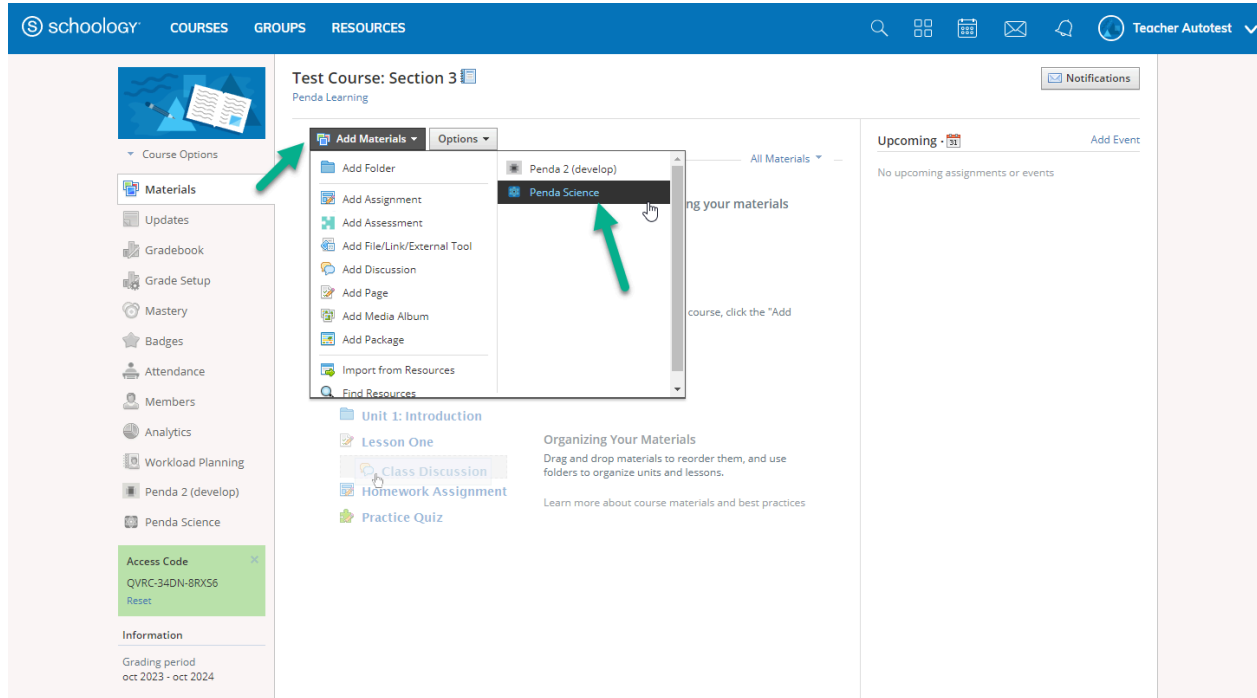 schoology COURSES GROUPS RESOURCES Teacher Autotest
Test Course: Section 3
Penda Learning
Notifications
Course Options
Materials
Updates
Gradebook
Grade Setup
Mastery
Badges
Attendance
Members
Analytics
Workload Planning
Penda 2 (develop)
Penda Science
Access Code
QVRC-34DN-8RXS6
Reset
Information
Grading period
oct 2023 - oct 2024
Add Materials Options
All Materials
Add Folder
Add Assignment
Add Assessment
Add File/Link/External Tool
Add Discussion
Add Page
Add Media Album
Add Package
Import from Resources
Find Resources
Penda 2 (develop)
Penda Science
ng your materials
course, click the "Add
Unit 1: Introduction
Lesson One
Class Discussion
Homework Assignment
Practice Quiz
Organizing Your Materials
Drag and drop materials to reorder them, and use
folders to organize units and lessons.
Learn more about course materials and best practices
Upcoming · 31 Add Event
No upcoming assignments or events